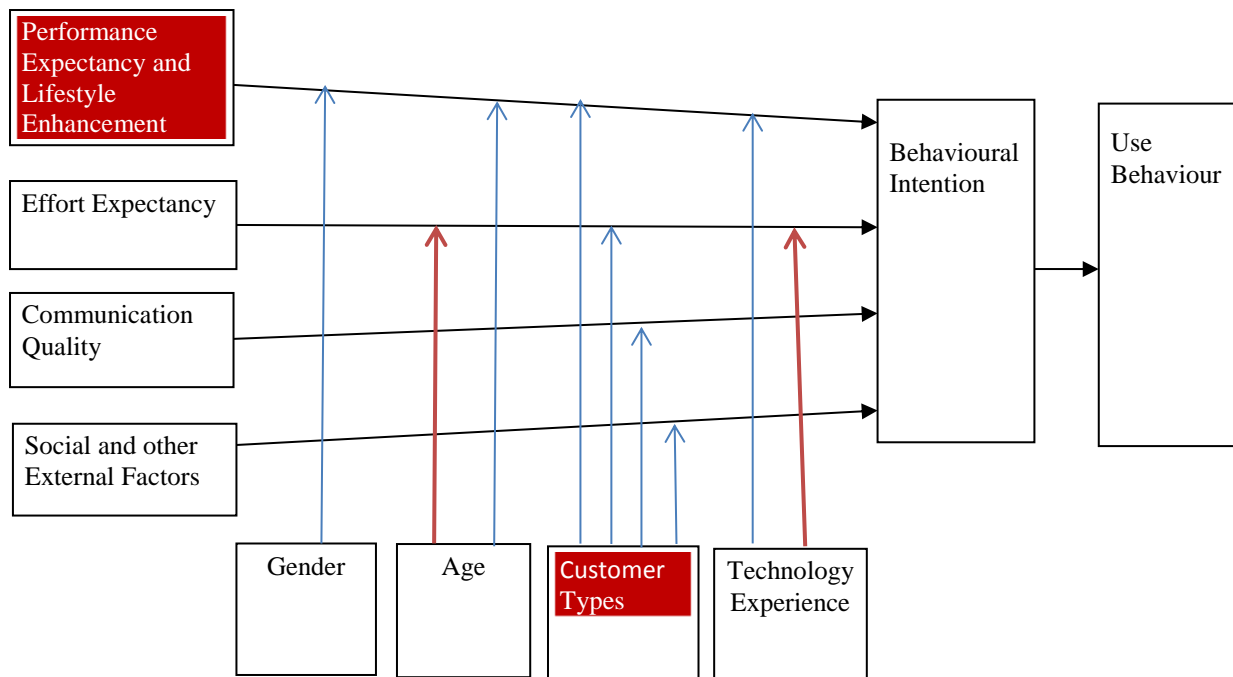 Performance
Expectancy and
Lifestyle
Enhancement
Effort Expectancy
Communication
Quality
Social and other
External Factors
Behavioural
Intention
Use
Behaviour
Gender
Age
Customer
Types
Technology
Experience